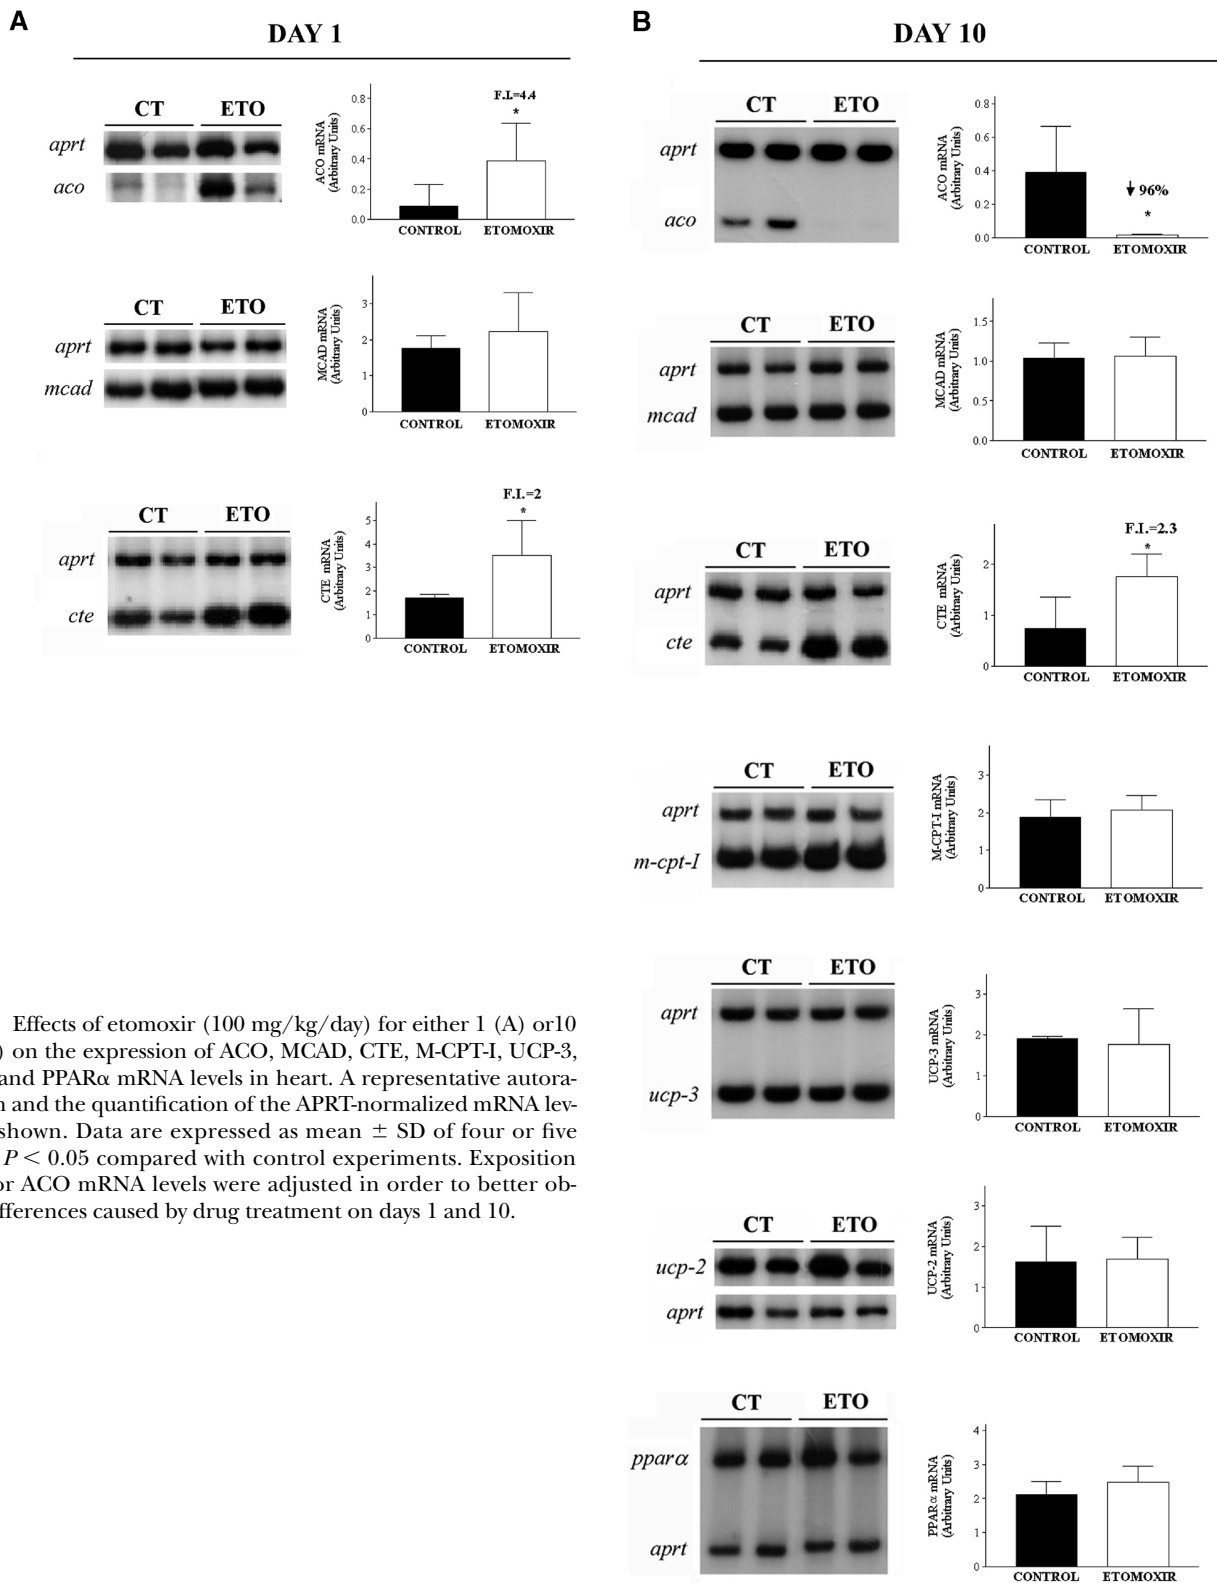 A
DAY 1
CT
ETO
aprt
aco
ACO mRNA
(Arbitrary Units)
0.8
0.6
0.4
0.2
0.0
F.I.=4.4
*
CONTROL
ETOMOXIR
CT
ETO
aprt
mcad
MCAD mRNA
(Arbitrary Units)
3
2
1
0
CONTROL
ETOMOXIR
CT
ETO
aprt
cte
CTE mRNA
(Arbitrary Units)
5
4
3
2
1
0
F.I.=2
*
CONTROL
ETOMOXIR
Effects of etomoxir (100 mg/kg/day) for either 1 (A) or10
) on the expression of ACO, MCAD, CTE, M-CPT-I, UCP-3,
and PPARα mRNA levels in heart. A representative autora-
n and the quantification of the APRT-normalized mRNA lev-
shown. Data are expressed as mean ± SD of four or five
P < 0.05 compared with control experiments. Exposition
or ACO mRNA levels were adjusted in order to better ob-
fferences caused by drug treatment on days 1 and 10.
B
DAY 10
CT
ETO
aprt
aco
ACO mRNA
(Arbitrary Units)
0.8
0.6
0.4
0.2
0.0
↓ 96%
*
CONTROL
ETOMOXIR
CT
ETO
aprt
mcad
MCAD mRNA
(Arbitrary Units)
1.5
1.0
0.5
0.0
CONTROL
ETOMOXIR
CT
ETO
aprt
cte
CTE mRNA
(Arbitrary Units)
2
1
0
F.I.=2.3
*
CONTROL
ETOMOXIR
CT
ETO
aprt
m-cpt-I
M-CPT-I mRNA
(Arbitrary Units)
3
2
1
0
CONTROL
ETOMOXIR
CT
ETO
aprt
ucp-3
UCP-3 mRNA
(Arbitrary Units)
3
2
1
0
CONTROL
ETOMOXIR
CT
ETO
ucp-2
aprt
UCP-2 mRNA
(Arbitrary Units)
3
2
1
0
CONTROL
ETOMOXIR
CT
ETO
pparα
aprt
PPARα mRNA
(Arbitrary Units)
4
3
2
1
0
CONTROL
ETOMOXIR